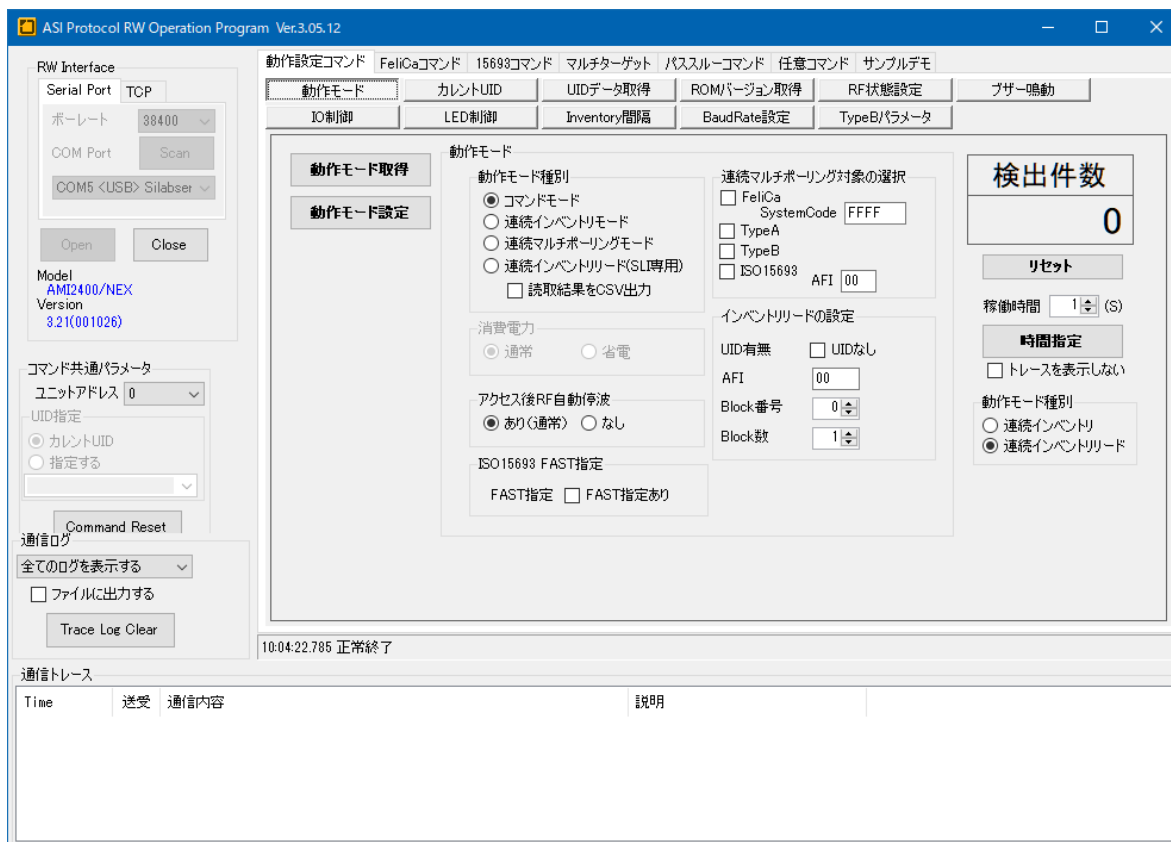 ASI Protocol RW Operation Program Ver.3.05.12
RW Interface
Serial Port TCP
ボーレート 38400
COM Port Scan
COM5 <USB> Silabser
Open Close
Model
AMI2400/NEX
Version
3.21(001026)
コマンド共通パラメータ
ユニットアドレス 0
UID指定
カレントUID
指定する
Command Reset
通信ログ
全てのログを表示する
ファイルに出力する
Trace Log Clear
動作設定コマンド FeliCaコマンド 15693コマンド マルチターゲット パススルーコマンド 任意コマンド サンプルデモ
動作モード カレントUID UIDデータ取得 ROMバージョン取得 RF状態設定 ブザー鳴動
IO制御 LED制御 Inventory間隔 BaudRate設定 TypeBパラメータ
動作モード取得
動作モード設定
動作モード
動作モード種別
コマンドモード
連続インベントリモード
連続マルチポーリングモード
連続インベントリリード(SLI専用)
読取結果をCSV出力
消費電力
通常 省電
アクセス後RF自動停波
あり(通常) なし
ISO15693 FAST指定
FAST指定 FAST指定あり
連続マルチポーリング対象の選択
FeliCa
SystemCode FFFF
TypeA
TypeB
ISO15693
AFI 00
インベントリリードの設定
UID有無 UIDなし
AFI 00
Block番号 0
Block数 1
検出件数
0
リセット
稼働時間 1 (S)
時間指定
トレースを表示しない
動作モード種別
連続インベントリ
連続インベントリリード
10:04:22.785 正常終了
通信トレース
Time 送受 通信内容 説明